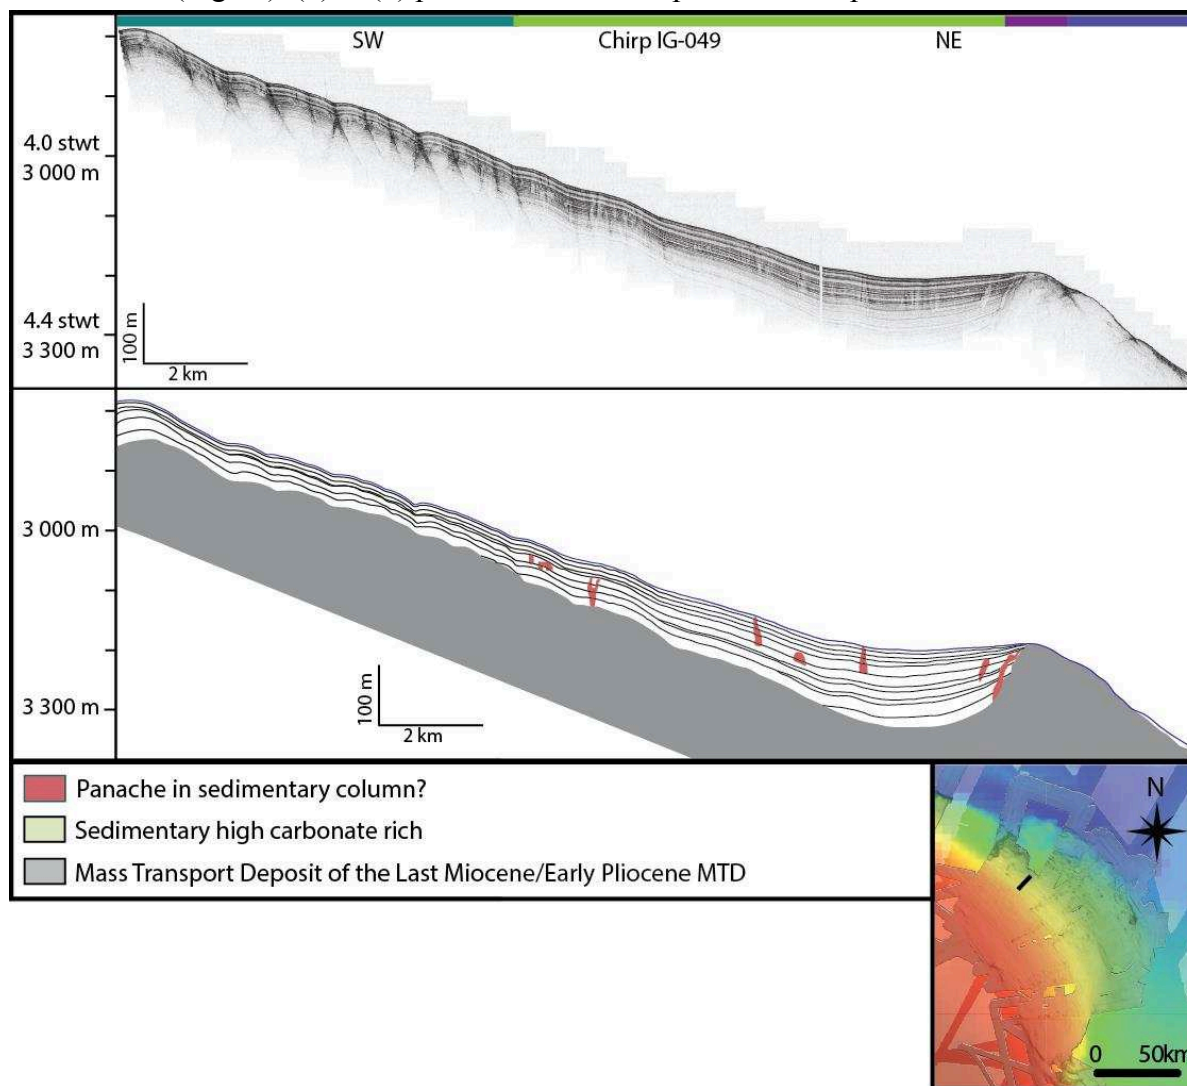 SW Chirp IG-049 NE
4.0 stwt
3 000 m
4.4 stwt
3 300 m
100 m
2 km
3 000 m
3 300 m
100 m
2 km
Panache in sedimentary column?
Sedimentary high carbonate rich
Mass Transport Deposit of the Last Miocene/Early Pliocene MTD
N
0 50km